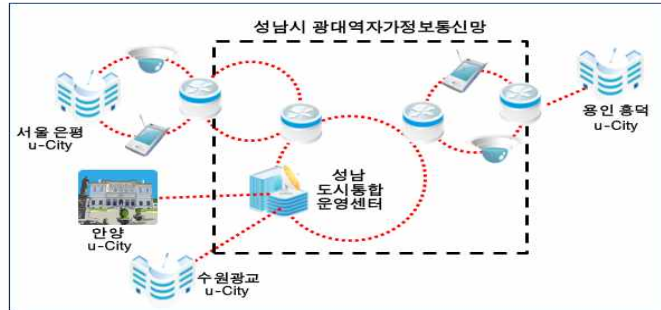 성남시 광대역자가정보통신망
서울 은평
u-City
용인 흥덕
u-City
성남
도시통합
운영센터
안양
u-City
수원광교
u-City